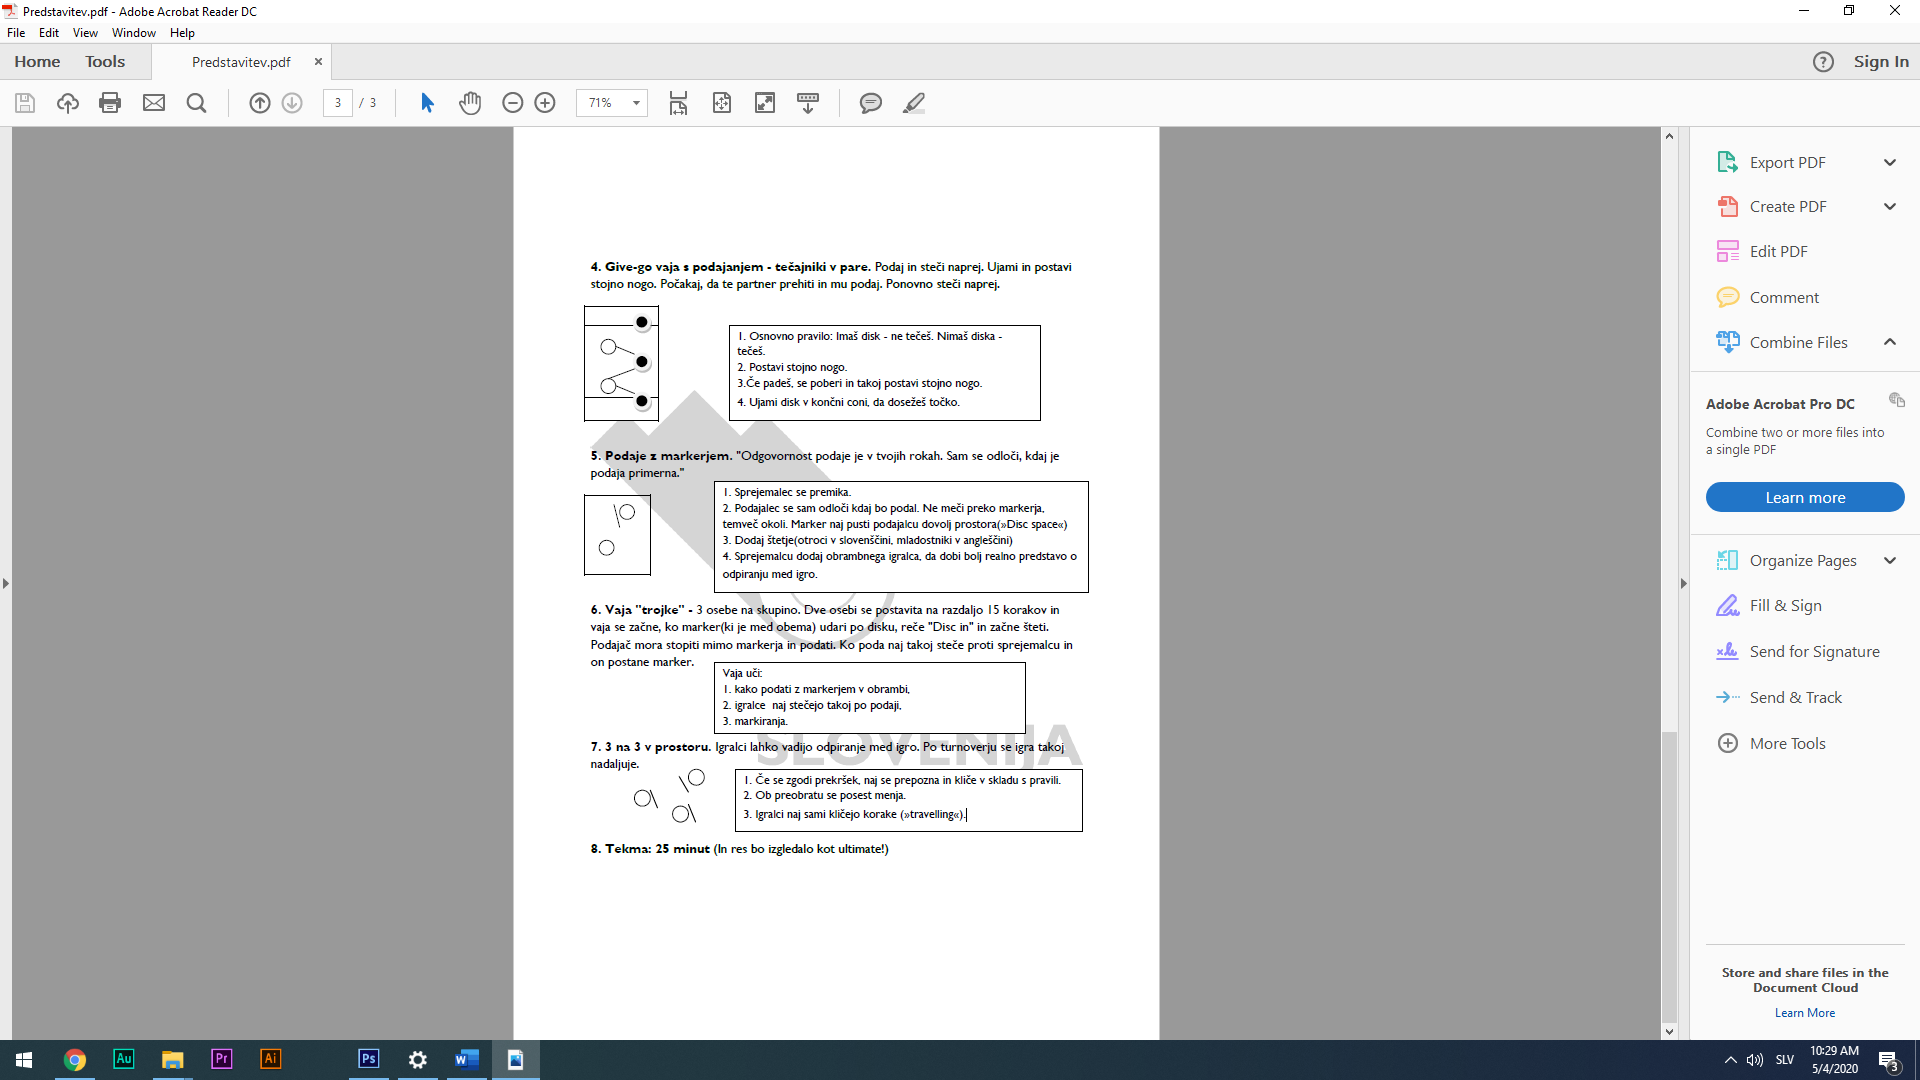 Predstavitev.pdf - Adobe Acrobat Reader DC
File Edit View Window Help
Home Tools Predstavitev.pdf × ? Sign In
3 / 3 71%
4. Give-go vaja s podajanjem - tečajniki v pare. Podaj in steči naprej. Ujami in postavi
stojno nogo. Počakaj, da te partner prehiti in mu podaj. Ponovno steči naprej.
1. Osnovno pravilo: Imaš disk - ne tečeš. Nimaš diska -
tečeš.
2. Postavi stojno nogo.
3.Če padeš, se poberi in takoj postavi stojno nogo.
4. Ujami disk v končni coni, da dosežeš točko.
5. Podaje z markerjem. "Odgovornost podaje je v tvojih rokah. Sam se odloči, kdaj je
podaja primerna."
1. Sprejemalec se premika.
2. Podajalec se sam odloči kdaj bo podal. Ne meči preko markerja,
temveč okoli. Marker naj pusti podajalcu dovolj prostora(»Disc space«)
3. Dodaj štetje(otroci v slovenščini, mladostniki v angleščini)
4. Sprejemalcu dodaj obrambnega igralca, da dobi bolj realno predstavo o
odpiranju med igro.
6. Vaja "trojke" - 3 osebe na skupino. Dve osebi se postavita na razdaljo 15 korakov in
vaja se začne, ko marker(ki je med obema) udari po disku, reče "Disc in" in začne šteti.
Podajač mora stopiti mimo markerja in podati. Ko poda naj takoj steče proti sprejemalcu in
on postane marker.
Vaja uči:
1. kako podati z markerjem v obrambi,
2. igralce naj stečejo takoj po podaji,
3. markiranja.
SLOVENIJA
7. 3 na 3 v prostoru. Igralci lahko vadijo odpiranje med igro. Po turnoverju se igra takoj
nadaljuje.
1. Če se zgodi prekršek, naj se prepozna in kliče v skladu s pravili.
2. Ob preobratu se posest menja.
3. Igralci naj sami kličejo korake (»travelling«).
8. Tekma: 25 minut (In res bo izgledalo kot ultimate!)
Export PDF
Create PDF
Edit PDF
Comment
Combine Files
Adobe Acrobat Pro DC
Combine two or more files into
a single PDF
Learn more
Organize Pages
Fill & Sign
Send for Signature
Send & Track
More Tools
Store and share files in the
Document Cloud
Learn More
Au Pr Ai Ps W
SLV
10:29 AM
5/4/2020
3